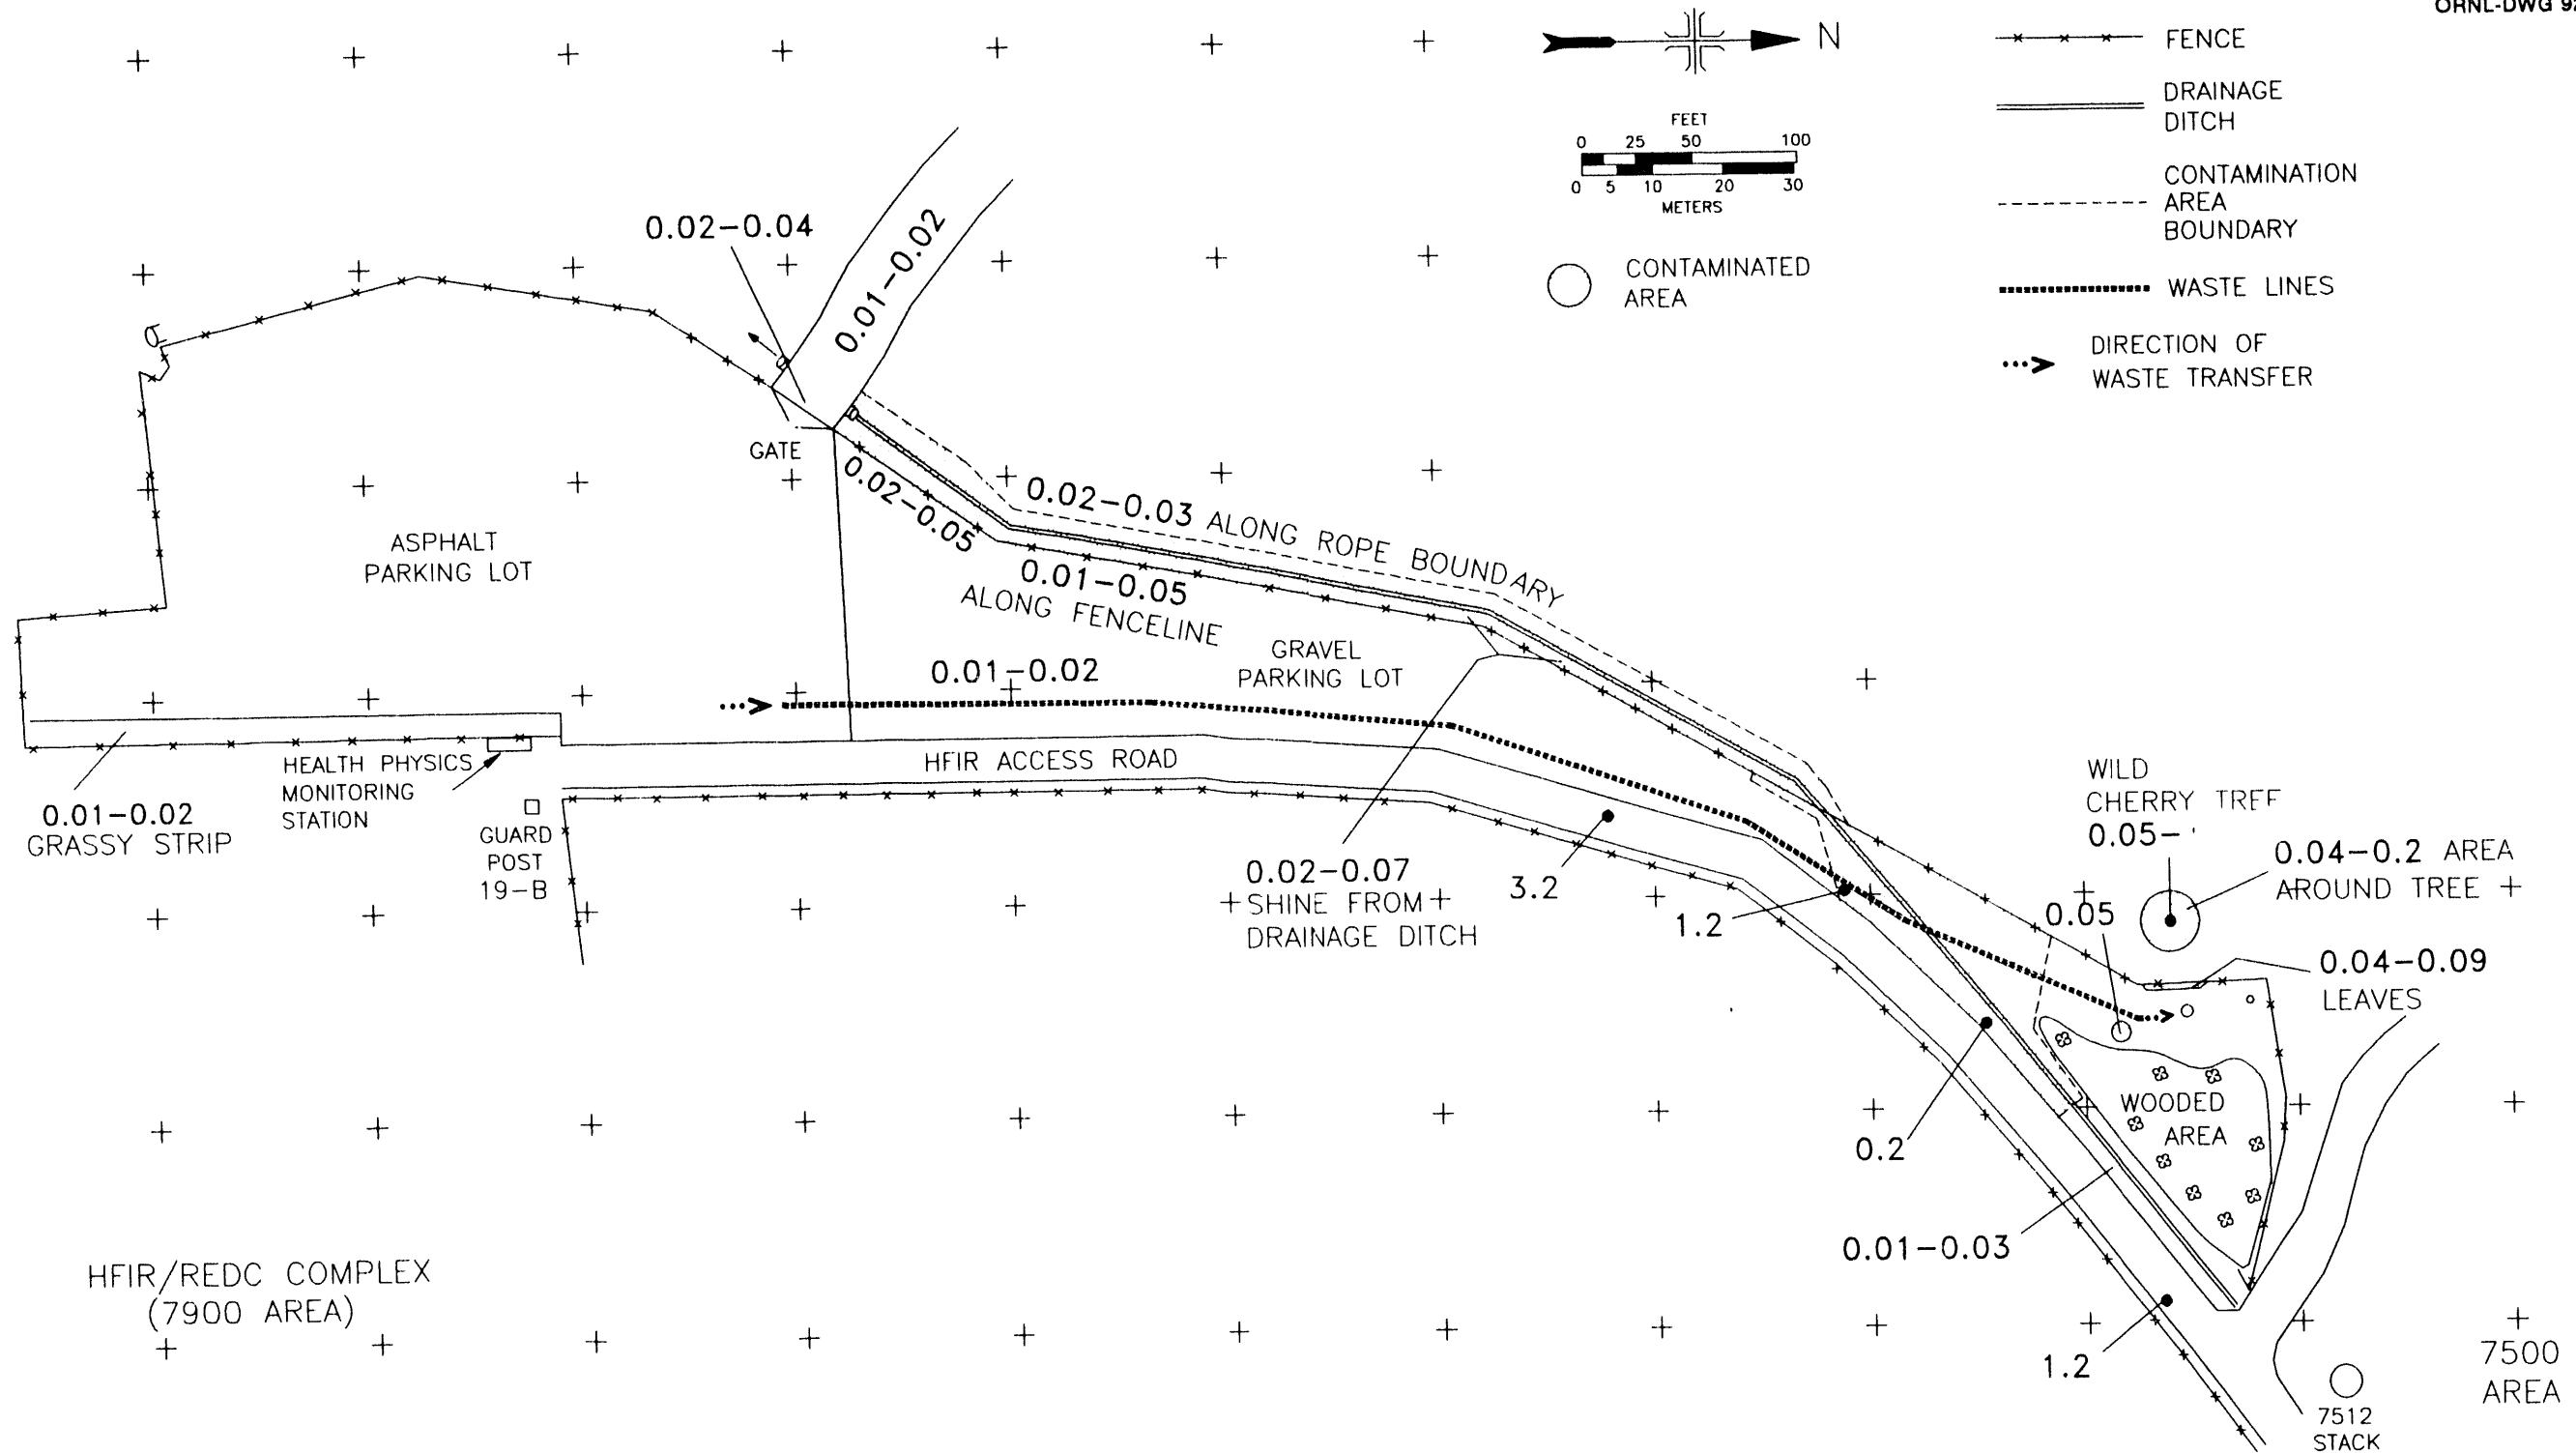 ORNL-DWG
N
FEET
0 25 50 100
0 5 10 20 30
METERS
CONTAMINATED
AREA
FENCE
DRAINAGE
DITCH
CONTAMINATION
AREA
BOUNDARY
WASTE LINES
DIRECTION OF
WASTE TRANSFER
0.02-0.04
0.01-0.02
GATE
0.02-0.05
0.02-0.03 ALONG ROPE BOUNDARY
0.01-0.05
ALONG FENCELINE
ASPHALT
PARKING LOT
GRAVEL
PARKING LOT
0.01-0.02
HFIR ACCESS ROAD
HEALTH PHYSICS
MONITORING
STATION
0.01-0.02
GRASSY STRIP
GUARD
POST
19-B
0.02-0.07
SHINE FROM
DRAINAGE DITCH
3.2
1.2
WILD
CHERRY TREE
0.05-
0.04-0.2 AREA
AROUND TREE
0.05
0.04-0.09
LEAVES
WOODED
AREA
0.2
0.01-0.03
1.2
HFIR/REDC COMPLEX
(7900 AREA)
7500
AREA
7512
STACK